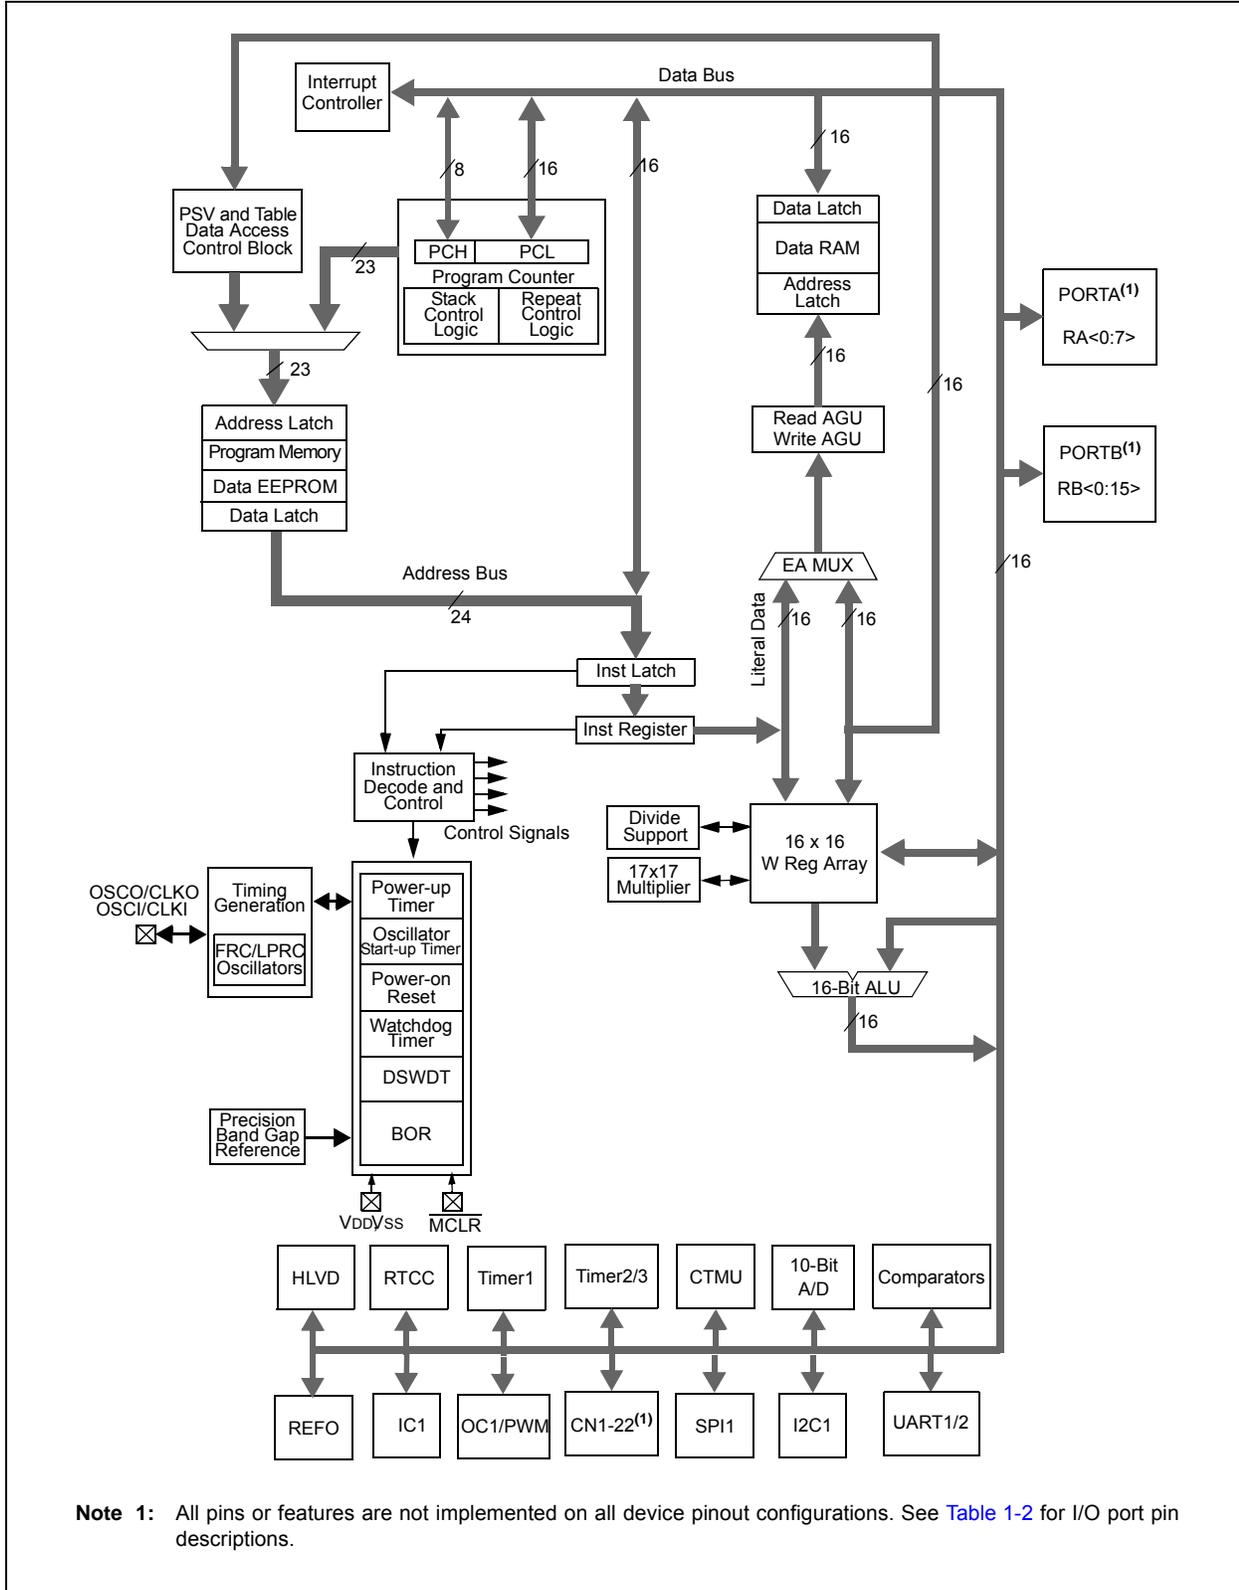 Data Bus
Interrupt
Controller
16
8
16
16
PSV and Table
Data Access
Control Block
Data Latch
Data RAM
Address
Latch
PCH
PCL
23
Program Counter
Stack
Control
Logic
Repeat
Control
Logic
PORTA(1)
RA<0:7>
16
23
16
Address Latch
Program Memory
Data EEPROM
Data Latch
Read AGU
Write AGU
PORTB(1)
RB<0:15>
16
EA MUX
Address Bus
24
Literal Data
16
16
Inst Latch
Inst Register
Instruction
Decode and
Control
Control Signals
Divide
Support
16 x 16
W Reg Array
17x17
Multiplier
OSCO/CLKO
OSCI/CLKI
Timing
Generation
FRC/LPRC
Oscillators
Power-up
Timer
Oscillator
Start-up Timer
Power-on
Reset
Watchdog
Timer
DSWDT
BOR
16-Bit ALU
16
Precision
Band Gap
Reference
VDD,VSS
MCLR
HLVD
RTCC
Timer1
Timer2/3
CTMU
10-Bit
A/D
Comparators
REFO
IC1
OC1/PWM
CN1-22(1)
SPI1
I2C1
UART1/2
Note 1: All pins or features are not implemented on all device pinout configurations. See Table 1-2 for I/O port pin
descriptions.